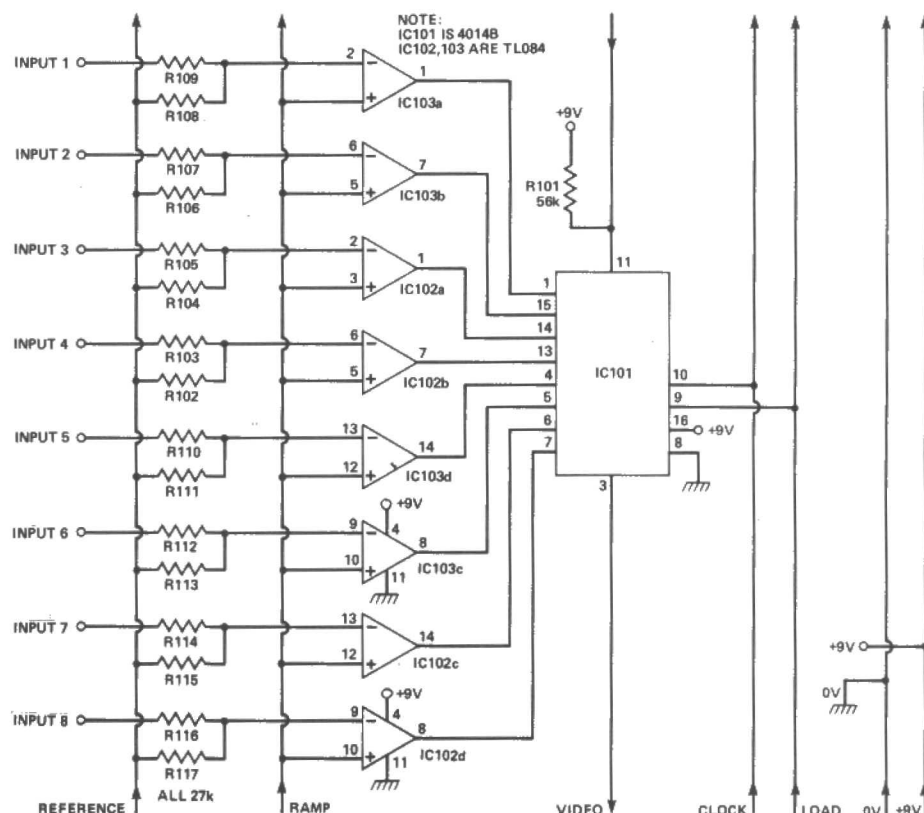 NOTE:
IC101 IS 4014B
IC102,103 ARE TL084
INPUT 1
R109
R108
2
1
IC103a
INPUT 2
R107
R106
6
5
7
IC103b
INPUT 3
R105
R104
2
3
1
IC102a
INPUT 4
R103
R102
6
5
7
IC102b
INPUT 5
R110
R111
13
12
14
IC103d
INPUT 6
R112
R113
9
10
+9V
4
8
11
IC103c
INPUT 7
R114
R115
13
12
14
IC102c
INPUT 8
R116
R117
9
10
+9V
4
8
11
IC102d
ALL 27k
+9V
R101
56k
11
1
15
14
13
4
5
6
7
IC101
10
9
16
+9V
8
3
+9V
0V
REFERENCE
RAMP
VIDEO
CLOCK
LOAD
0V
+9V